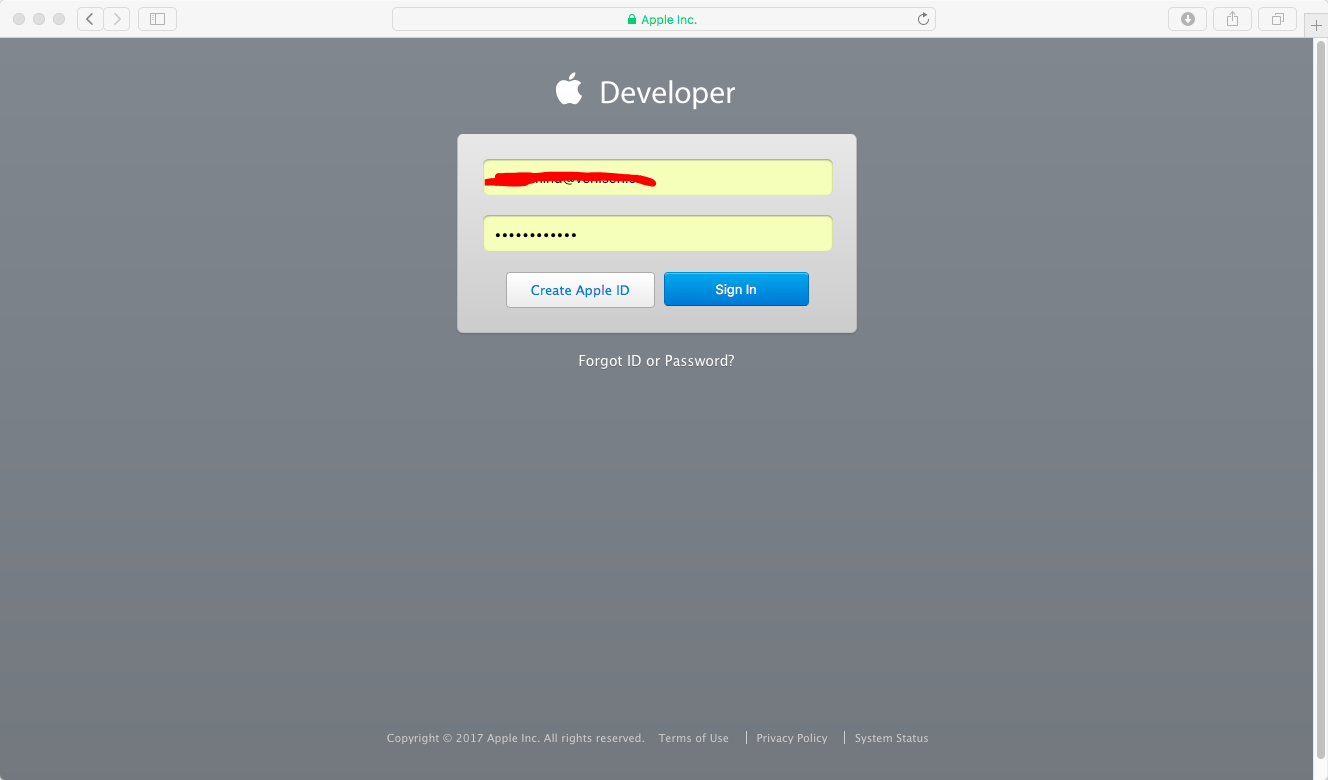 Apple Inc.
Developer
••••••••••••
Create Apple ID
Sign In
Forgot ID or Password?
Copyright © 2017 Apple Inc. All rights reserved. Terms of Use | Privacy Policy | System Status